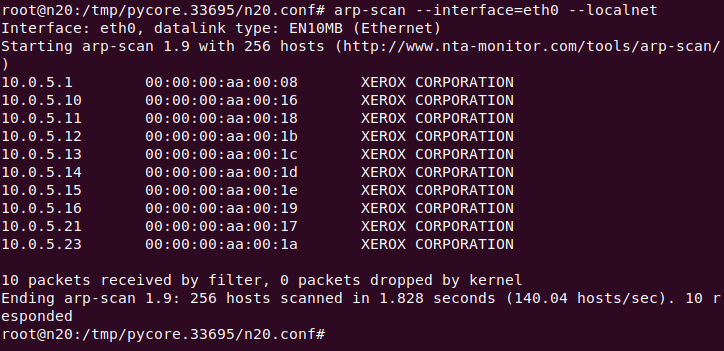 root@n20:/tmp/pycore.33695/n20.conf# arp-scan --interface=eth0 --localnet
Interface: eth0, datalink type: EN10MB (Ethernet)
Starting arp-scan 1.9 with 256 hosts (http://www.nta-monitor.com/tools/arp-scan/
)
10.0.5.1 00:00:00:aa:00:08 XEROX CORPORATION
10.0.5.10 00:00:00:aa:00:16 XEROX CORPORATION
10.0.5.11 00:00:00:aa:00:18 XEROX CORPORATION
10.0.5.12 00:00:00:aa:00:1b XEROX CORPORATION
10.0.5.13 00:00:00:aa:00:1c XEROX CORPORATION
10.0.5.14 00:00:00:aa:00:1d XEROX CORPORATION
10.0.5.15 00:00:00:aa:00:1e XEROX CORPORATION
10.0.5.16 00:00:00:aa:00:19 XEROX CORPORATION
10.0.5.21 00:00:00:aa:00:17 XEROX CORPORATION
10.0.5.23 00:00:00:aa:00:1a XEROX CORPORATION
10 packets received by filter, 0 packets dropped by kernel
Ending arp-scan 1.9: 256 hosts scanned in 1.828 seconds (140.04 hosts/sec). 10 r
esponded
root@n20:/tmp/pycore.33695/n20.conf#